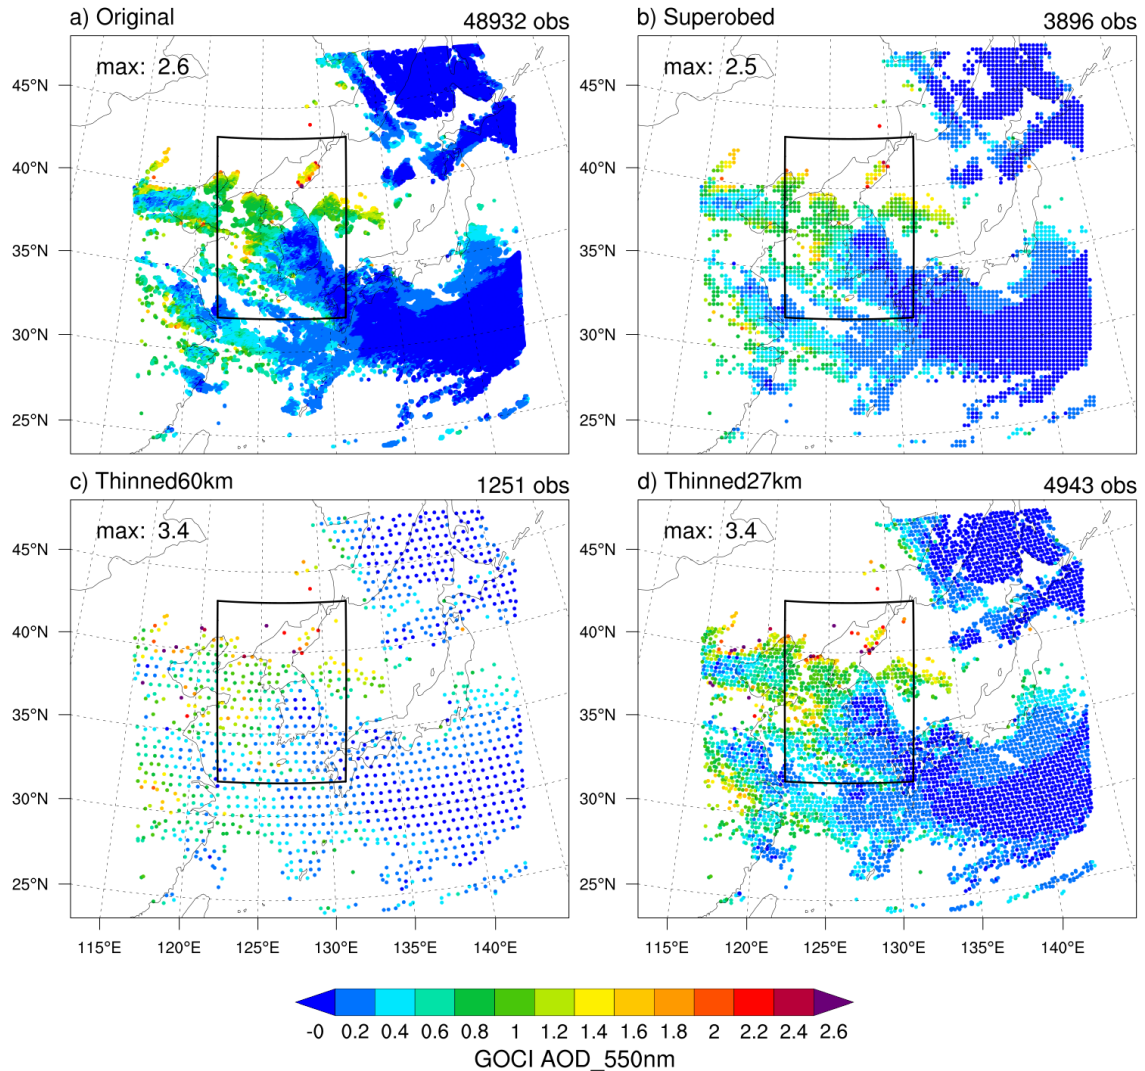 a) Original 48932 obs
max: 2.6
45°N
40°N
35°N
30°N
25°N
b) Superobed 3896 obs
max: 2.5
45°N
40°N
35°N
30°N
25°N
c) Thinned60km 1251 obs
max: 3.4
45°N
40°N
35°N
30°N
25°N
115°E 120°E 125°E 130°E 135°E 140°E
d) Thinned27km 4943 obs
max: 3.4
45°N
40°N
35°N
30°N
25°N
115°E 120°E 125°E 130°E 135°E 140°E
-0 0.2 0.4 0.6 0.8 1 1.2 1.4 1.6 1.8 2 2.2 2.4 2.6
GOCI AOD_550nm